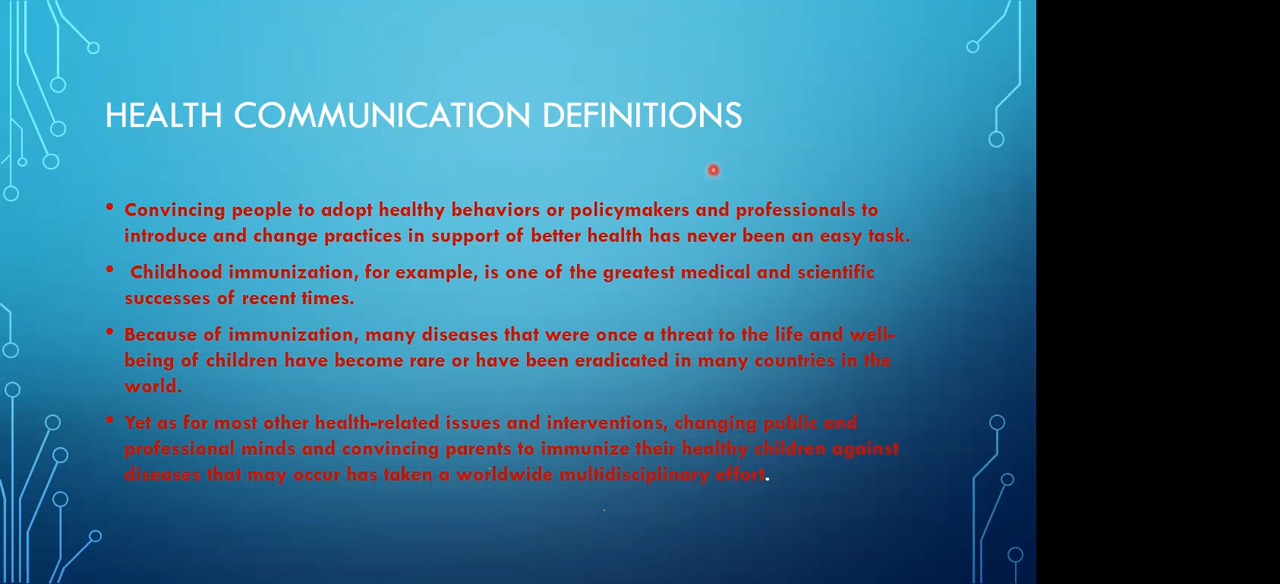 HEALTH COMMUNICATION DEFINITIONS
• Convincing people to adopt healthy behaviors or policymakers and professionals to
introduce and change practices in support of better health has never been an easy task.
• Childhood immunization, for example, is one of the greatest medical and scientific
successes of recent times.
• Because of immunization, many diseases that were once a threat to the life and well-
being of children have become rare or have been eradicated in many countries in the
world.
• Yet as for most other health-related issues and interventions, changing public and
professional minds and convincing parents to immunize their healthy children against
diseases that may occur has taken a worldwide multidisciplinary effort.